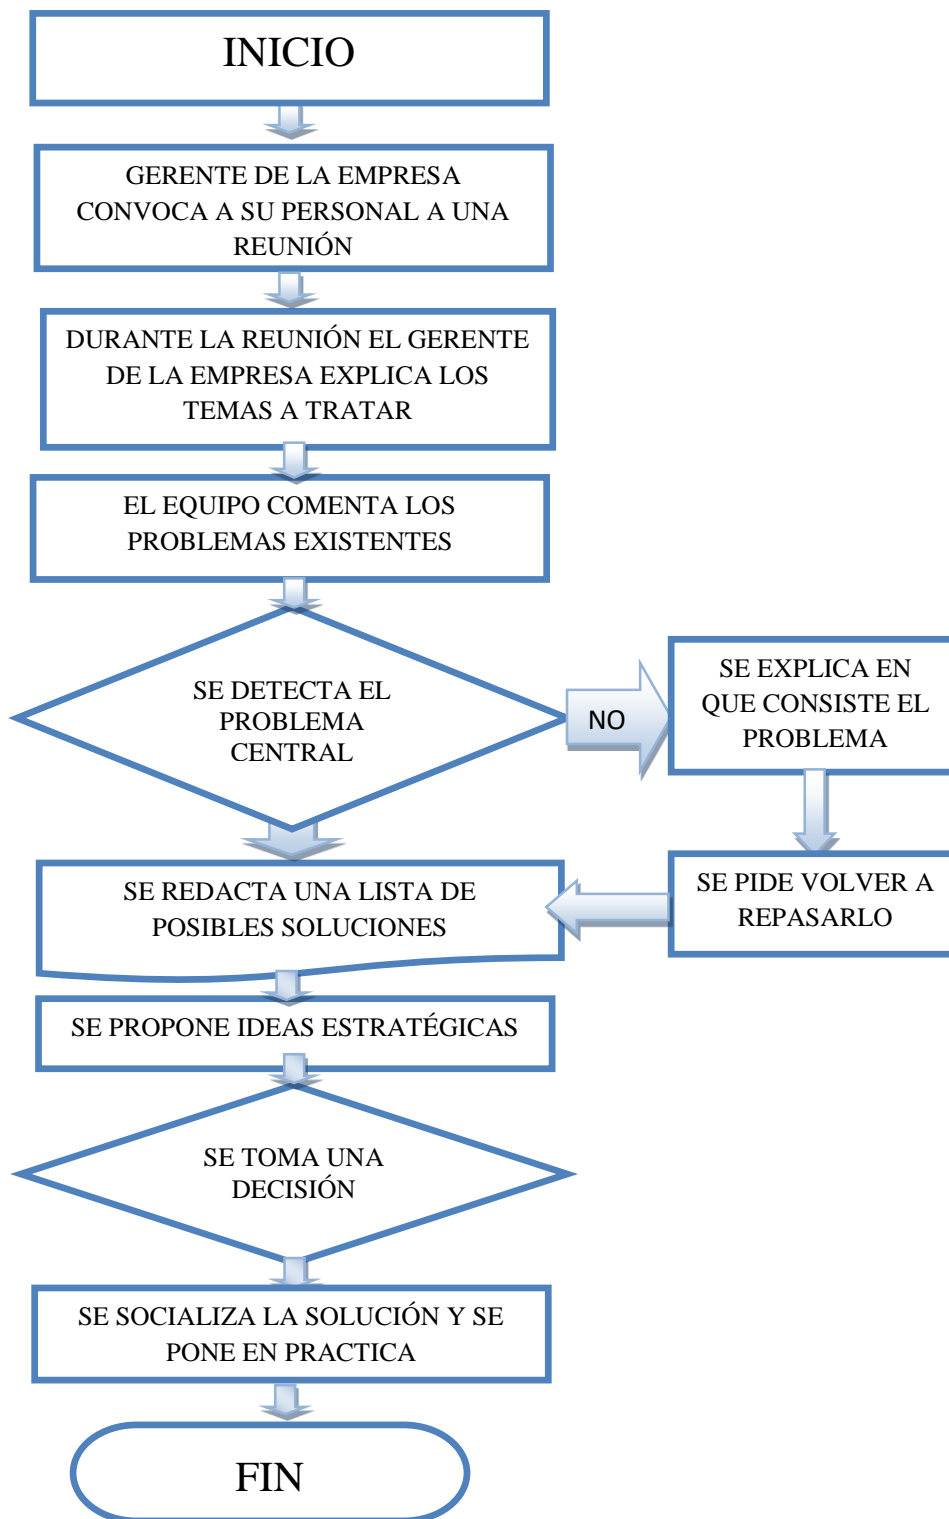 INICIO
GERENTE DE LA EMPRESA
CONVOCA A SU PERSONAL A UNA
REUNIÓN
DURANTE LA REUNIÓN EL GERENTE
DE LA EMPRESA EXPLICA LOS
TEMAS A TRATAR
EL EQUIPO COMENTA LOS
PROBLEMAS EXISTENTES
SE DETECTA EL
PROBLEMA
CENTRAL
NO
SE EXPLICA EN
QUE CONSISTE EL
PROBLEMA
SE PIDE VOLVER A
REPASARLO
SE REDACTA UNA LISTA DE
POSIBLES SOLUCIONES
SE PROPONE IDEAS ESTRATÉGICAS
SE TOMA UNA
DECISIÓN
SE SOCIALIZA LA SOLUCIÓN Y SE
PONE EN PRACTICA
FIN